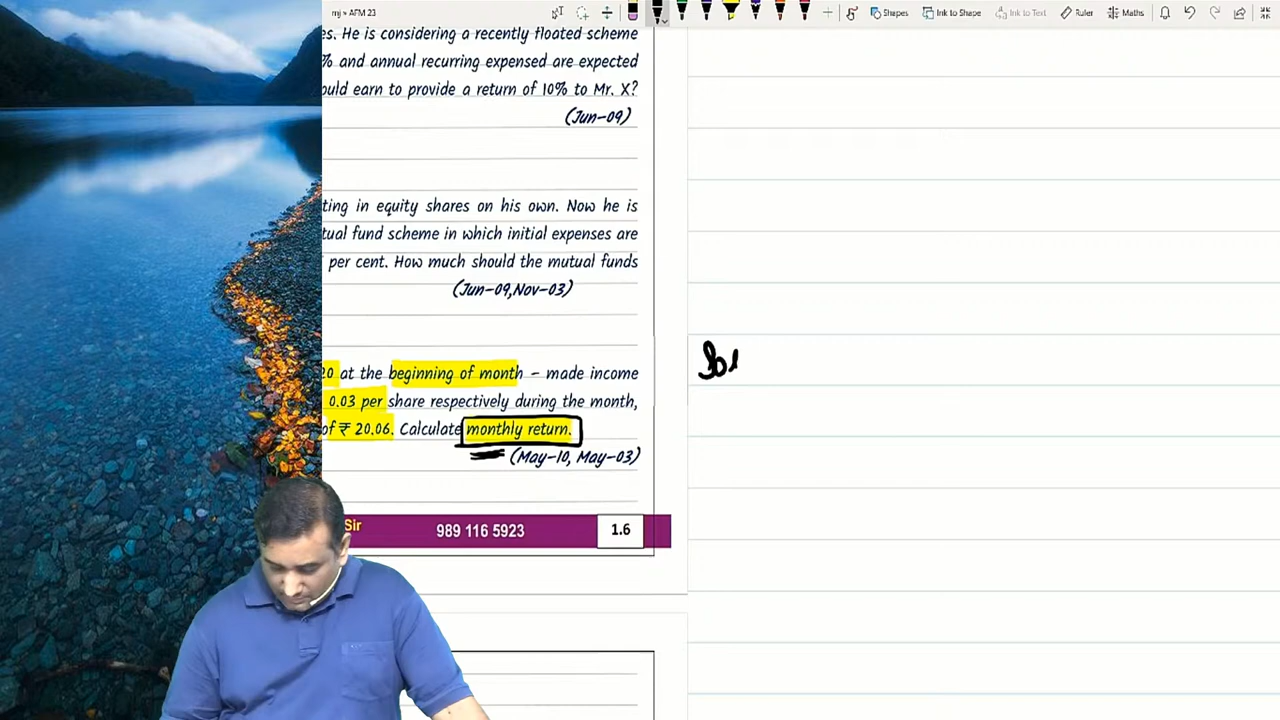 mj » AFM 23
Shapes
Ink to Shape
Ink to Text
Ruler
Maths
es. He is considering a recently floated scheme
% and annual recurring expensed are expected
ould earn to provide a return of 10% to Mr. X?
(Jun-09)
ting in equity shares on his own. Now he is
tual fund scheme in which initial expenses are
per cent. How much should the mutual funds
(Jun-09,Nov-03)
20 at the beginning of month - made income
0.03 per share respectively during the month,
of ₹ 20.06. Calculate monthly return.
(May-10, May-03)
Sir
989 116 5923
1.6